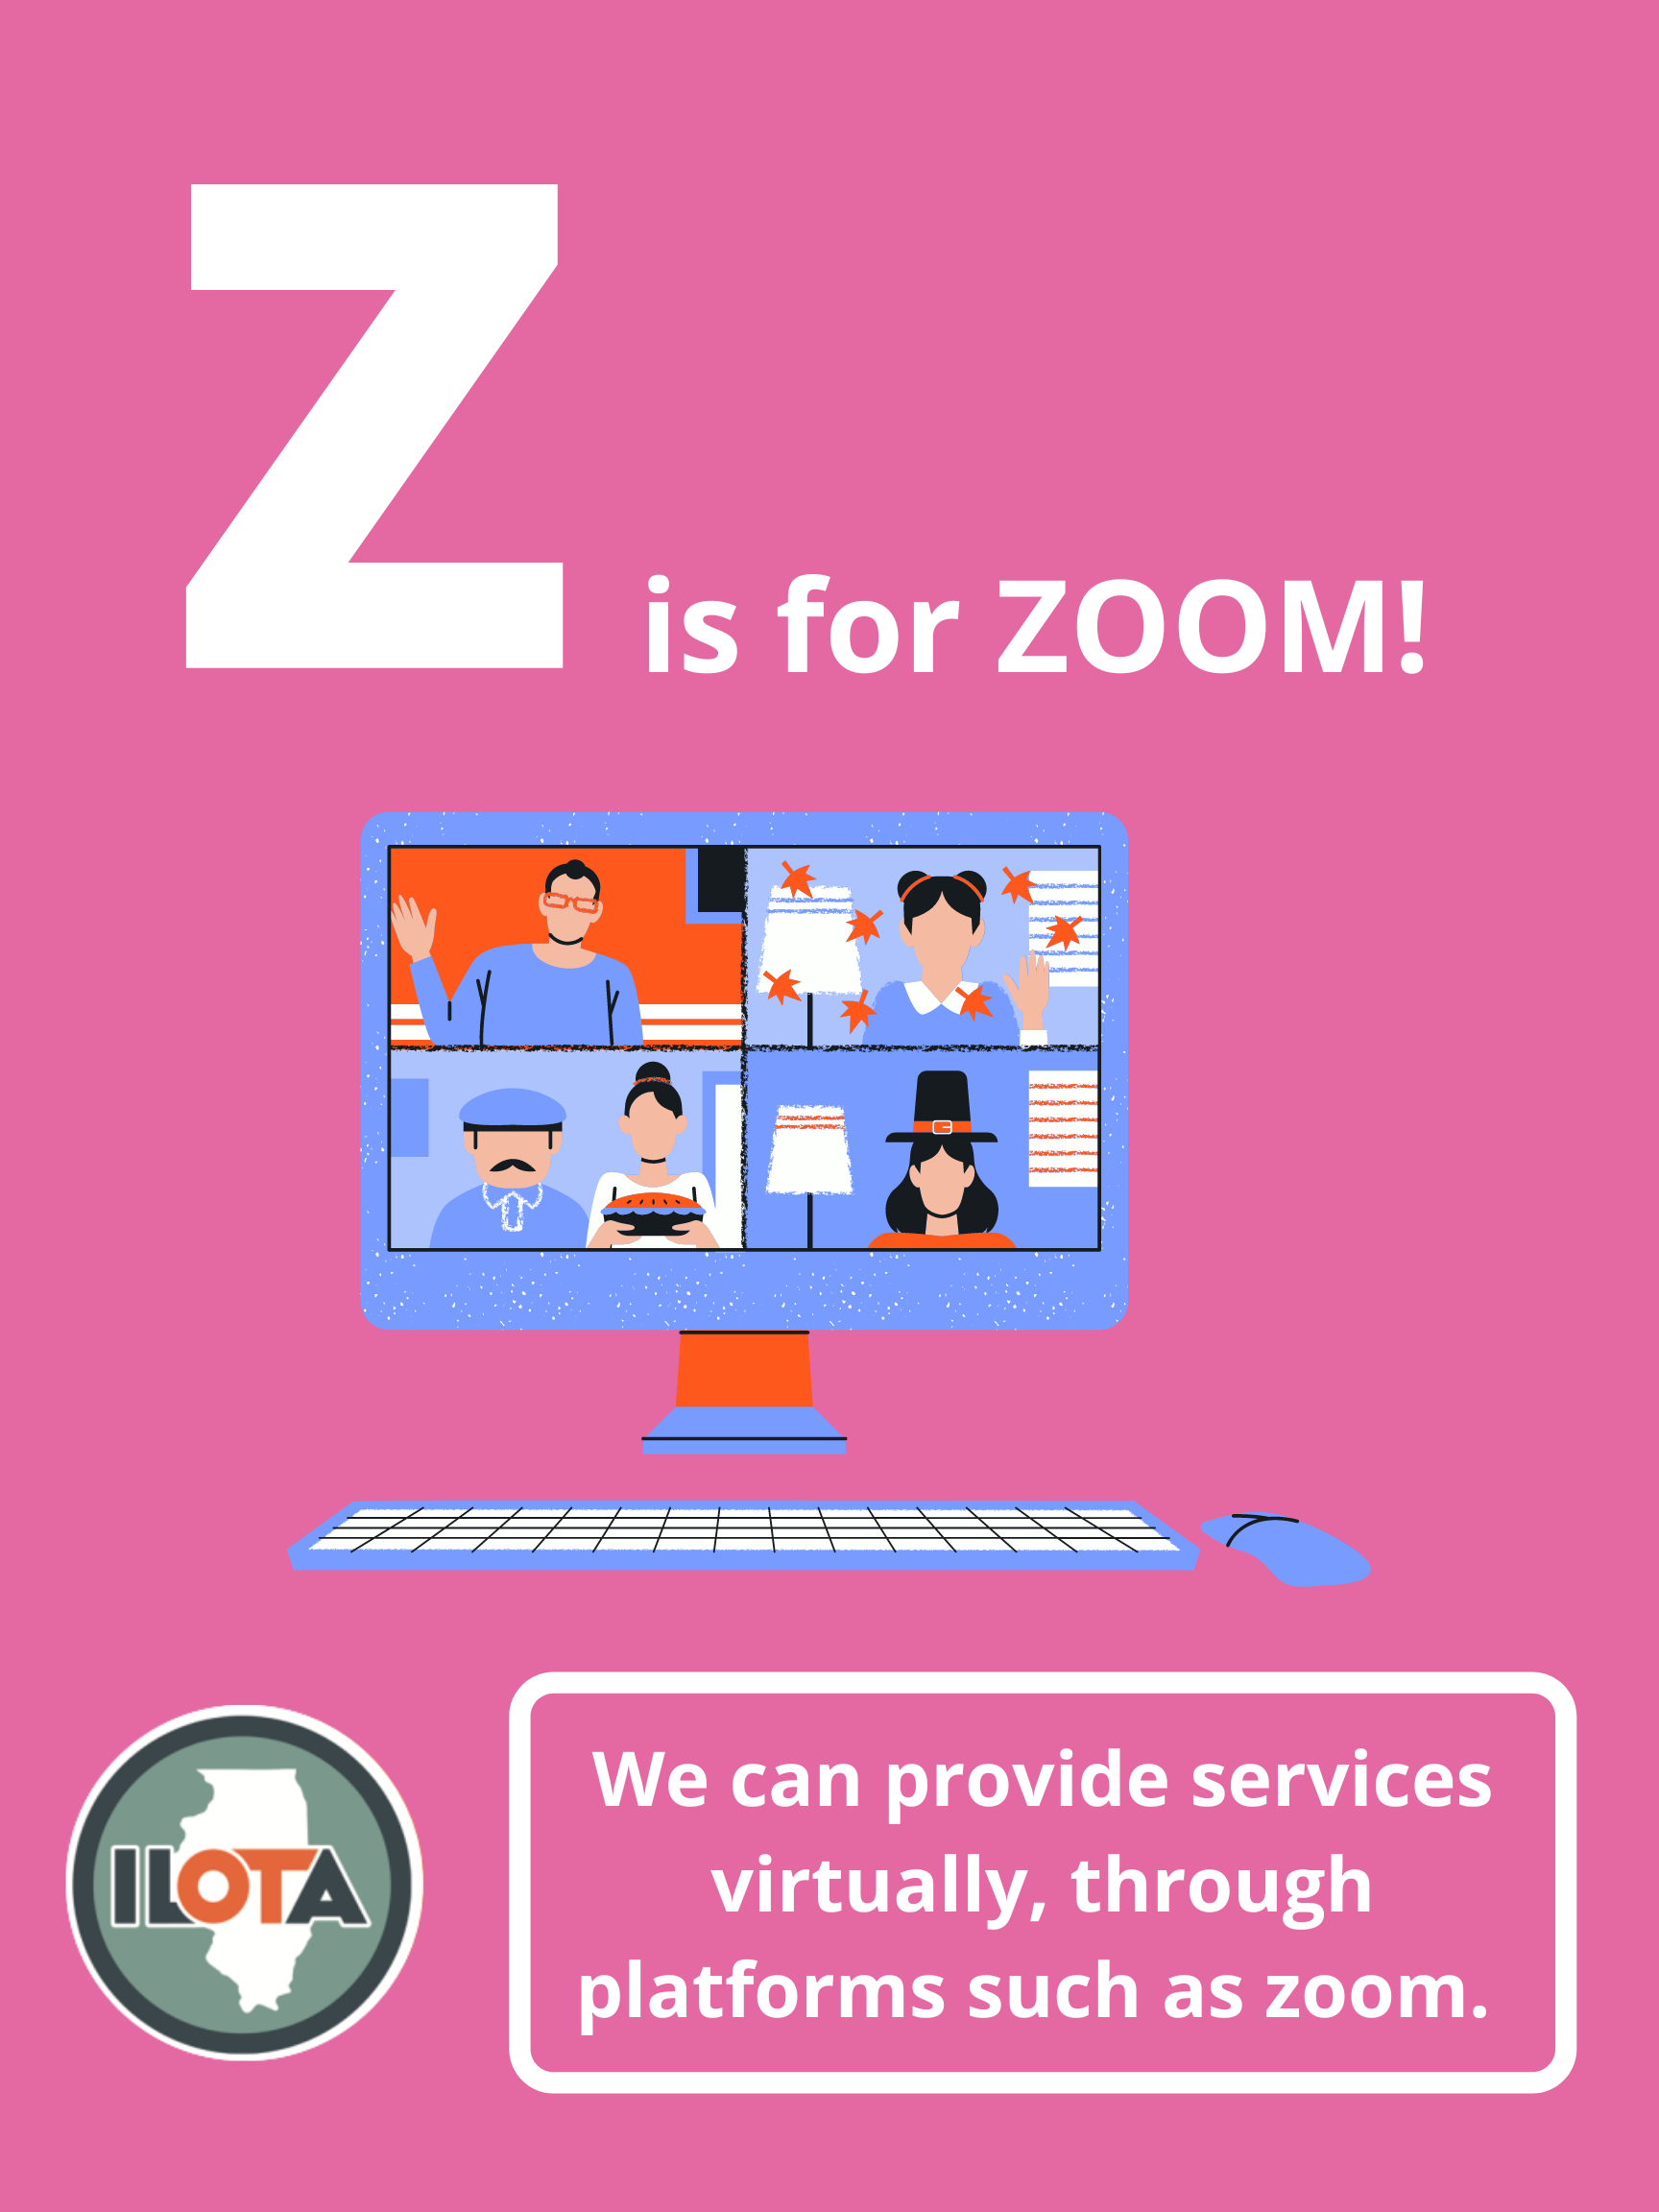 Z is for ZOOM!
We can provide services
virtually, through
platforms such as zoom.
ILOTA